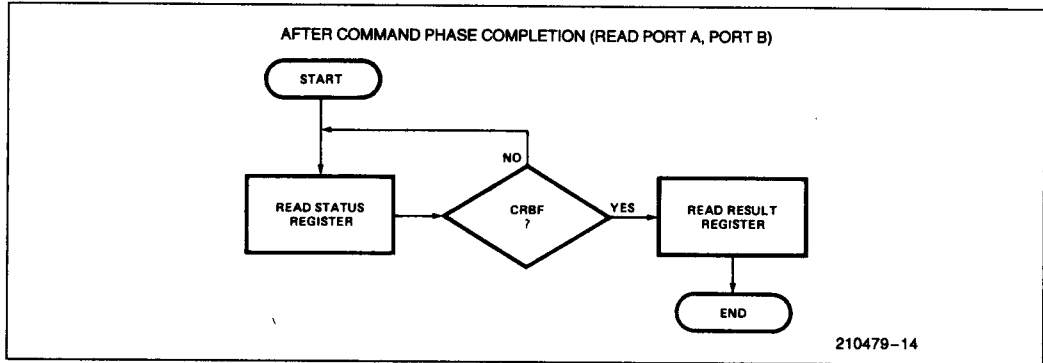 AFTER COMMAND PHASE COMPLETION (READ PORT A, PORT B)
START
NO
READ STATUS
REGISTER
CRBF
?
YES
READ RESULT
REGISTER
END
210479-14